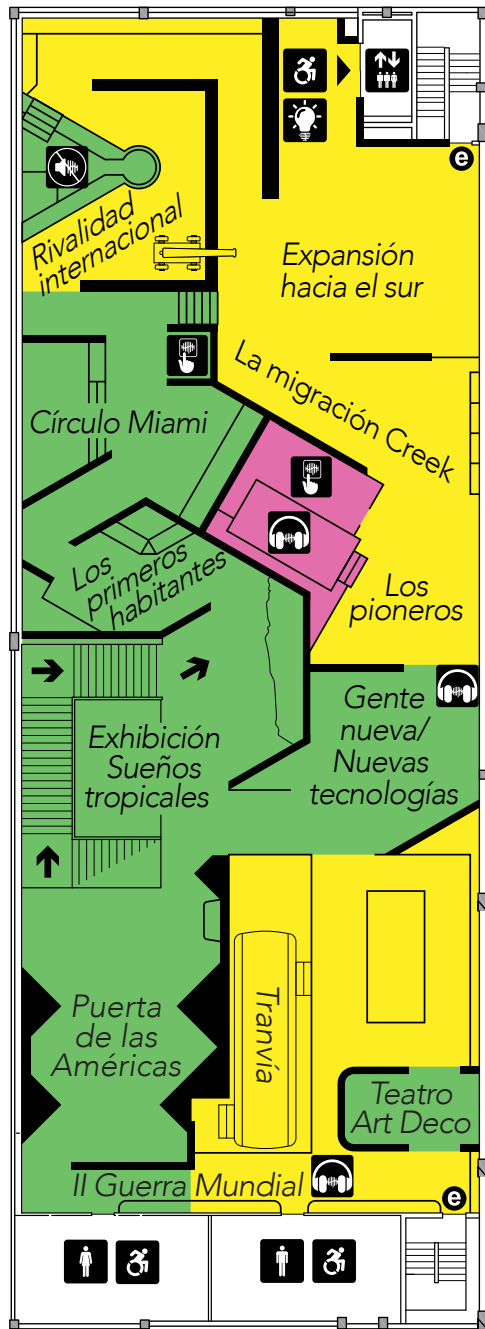 Rivalidad
internacional
Expansión
hacia el sur
La migración Creek
Círculo Miami
Los
primeros
habitantes
Los
pioneros
Gente
nueva/
Nuevas
tecnologías
Exhibición
Sueños
tropicales
Puerta
de las
Américas
Tranvía
Teatro
Art Deco
II Guerra Mundial
e
e